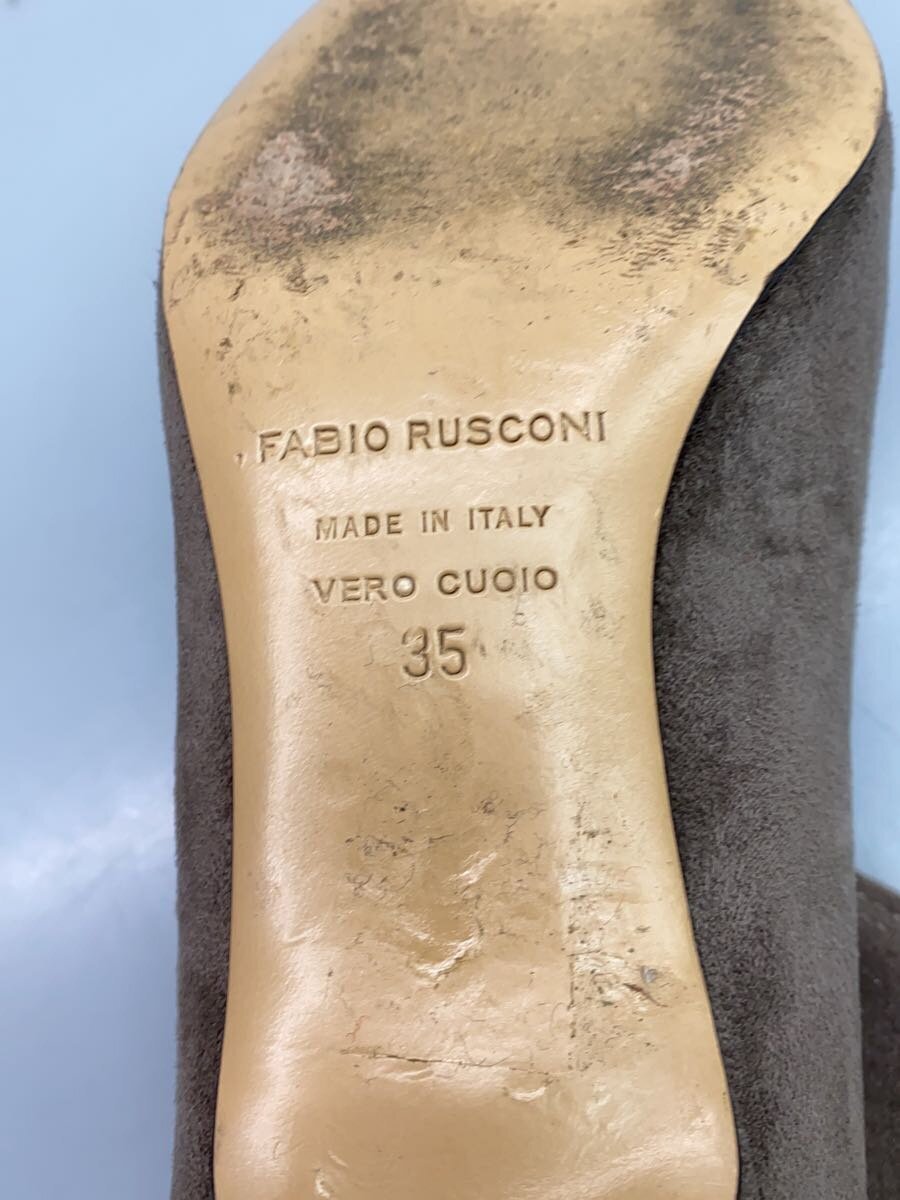 FABIO RUSCONI
MADE IN ITALY
VERO CUOIO
35